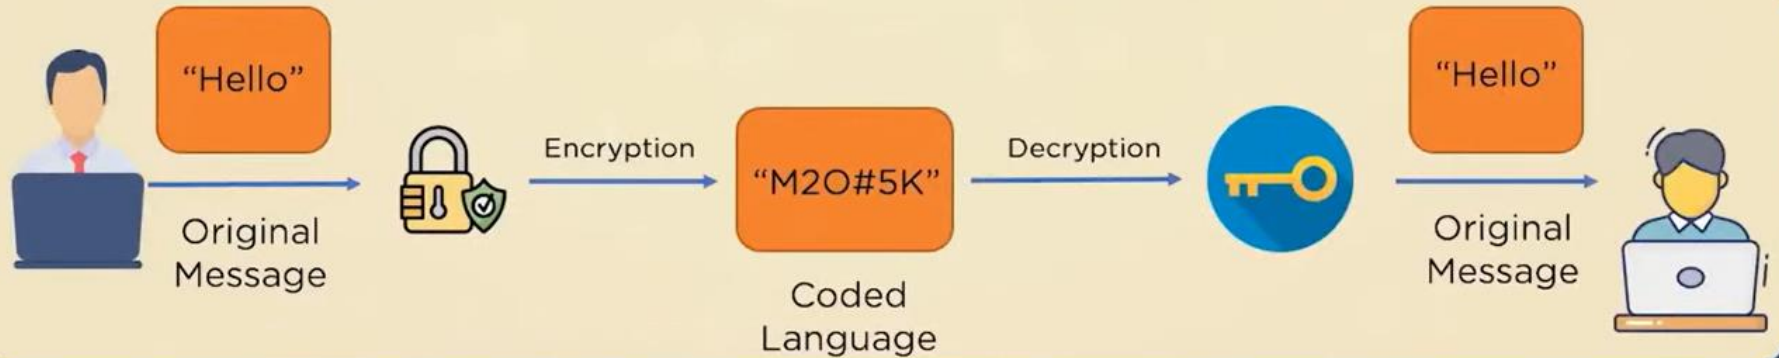 “Hello”
Original
Message
Encryption
“M2O#5K”
Coded
Language
Decryption
“Hello”
Original
Message